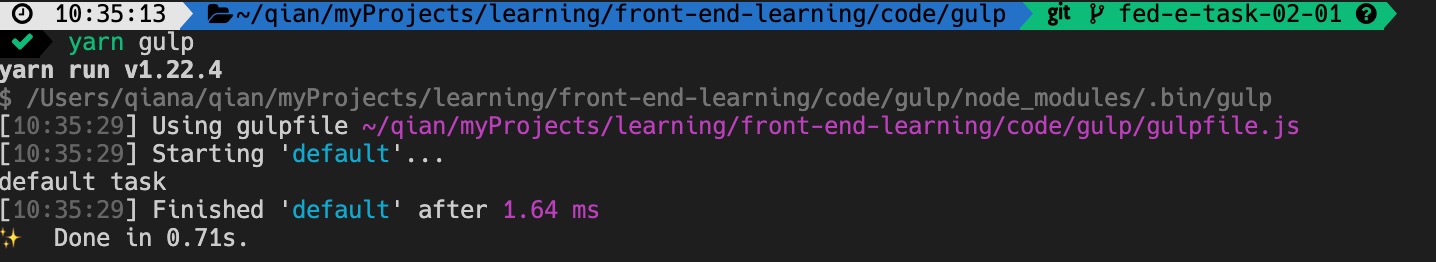 10:35:13 ~/qian/myProjects/learning/front-end-learning/code/gulp git fed-e-task-02-01 ?
✔ yarn gulp
yarn run v1.22.4
$ /Users/qiana/qian/myProjects/learning/front-end-learning/code/gulp/node_modules/.bin/gulp
[10:35:29] Using gulpfile ~/qian/myProjects/learning/front-end-learning/code/gulp/gulpfile.js
[10:35:29] Starting 'default'...
default task
[10:35:29] Finished 'default' after 1.64 ms
✨ Done in 0.71s.